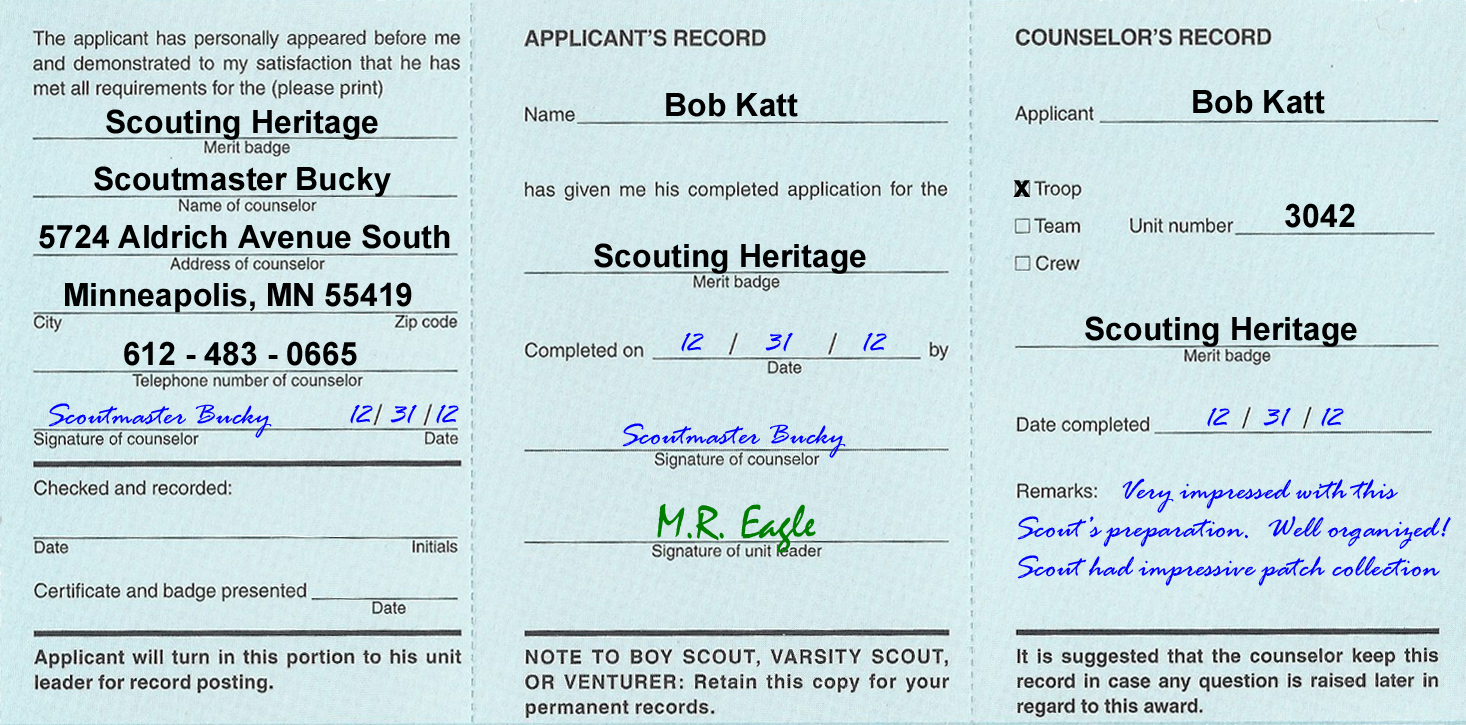 The applicant has personally appeared before me
and demonstrated to my satisfaction that he has
met all requirements for the (please print)
Scouting Heritage
Merit badge
Scoutmaster Bucky
Name of counselor
5724 Aldrich Avenue South
Address of counselor
Minneapolis, MN 55419
City Zip code
612 - 483 - 0665
Telephone number of counselor
Scoutmaster Bucky 12/ 31 /12
Signature of counselor Date
Checked and recorded:
Date Initials
Certificate and badge presented
Date
Applicant will turn in this portion to his unit
leader for record posting.
APPLICANT'S RECORD
Name Bob Katt
has given me his completed application for the
Scouting Heritage
Merit badge
Completed on 12 / 31 / 12 by
Date
Scoutmaster Bucky
Signature of counselor
M.R. Eagle
Signature of unit leader
NOTE TO BOY SCOUT, VARSITY SCOUT,
OR VENTURER: Retain this copy for your
permanent records.
COUNSELOR'S RECORD
Applicant Bob Katt
X Troop
Team Unit number 3042
Crew
Scouting Heritage
Merit badge
Date completed 12 / 31 / 12
Remarks: Very impressed with this
Scout's preparation. Well organized!
Scout had impressive patch collection
It is suggested that the counselor keep this
record in case any question is raised later in
regard to this award.